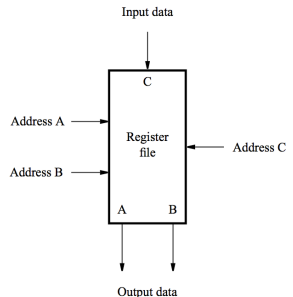 Input data
C
Address A
Register
file
Address C
Address B
A B
Output data